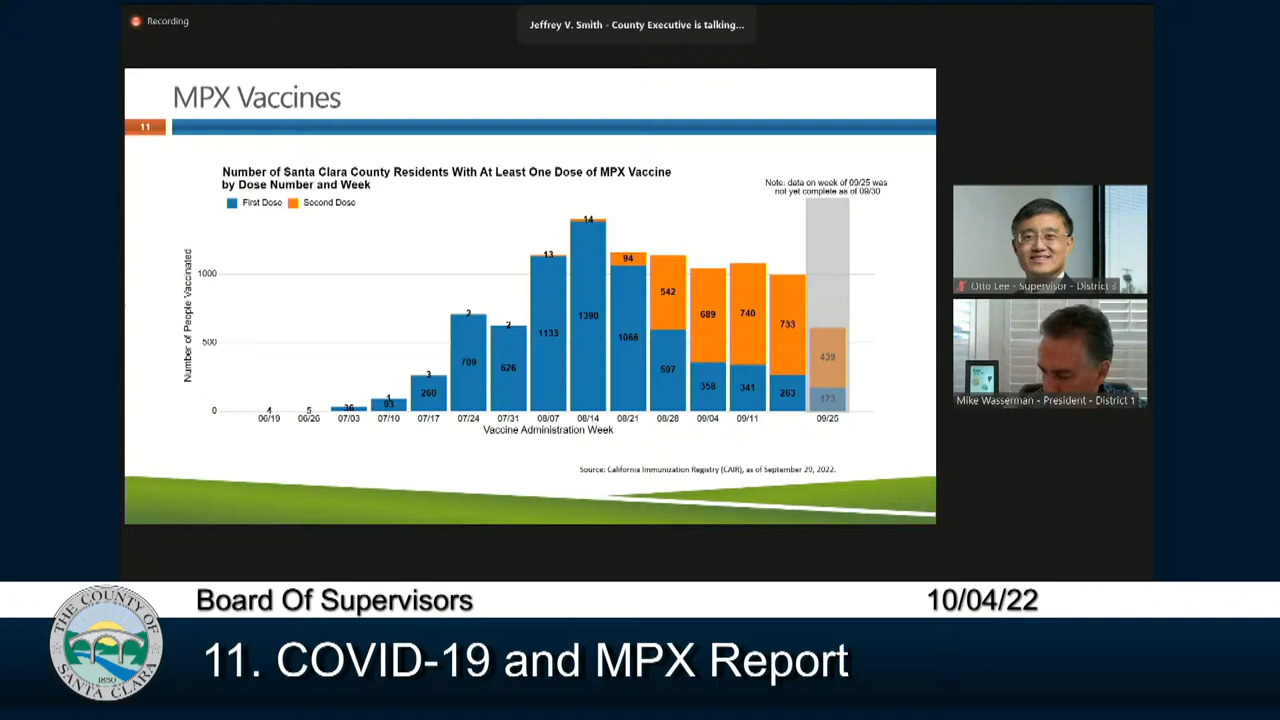 Recording
Jeffrey V. Smith - County Executive is talking...
MPX Vaccines
11
Number of Santa Clara County Residents With At Least One Dose of MPX Vaccine
by Dose Number and Week
Note: data on week of 09/25 was
not yet complete as of 09/30
First Dose Second Dose
Number of People Vaccinated
1000
500
0
4
5
36
1
93
3
260
2
709
2
626
13
1133
14
1390
94
1066
542
597
689
358
740
341
733
263
439
173
06/19 06/26 07/03 07/10 07/17 07/24 07/31 08/07 08/14 08/21 08/28 09/04 09/11 09/25
Vaccine Administration Week
Source: California Immunization Registry (CAIR), as of September 29, 2022.
Otto Lee - Supervisor - District 3
Mike Wasserman - President - District 1
Board Of Supervisors
10/04/22
11. COVID-19 and MPX Report
THE COUNTY OF
SANTA CLARA
1850